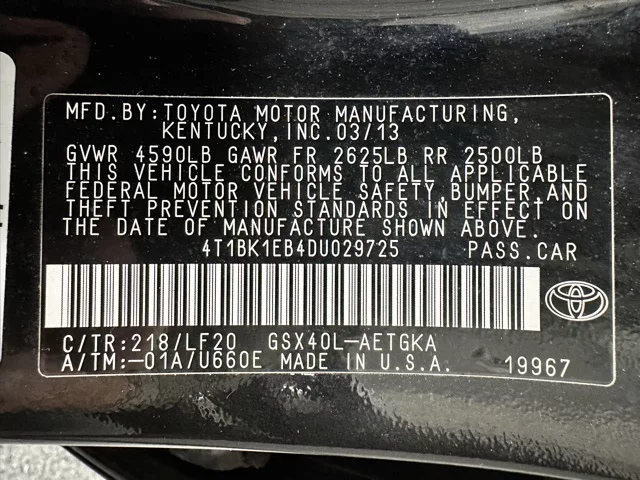 MFD.BY:TOYOTA MOTOR MANUFACTURING,
KENTUCKY,INC.03/13
GVWR 4590LB GAWR FR 2625LB RR 2500LB
THIS VEHICLE CONFORMS TO ALL APPLICABLE
FEDERAL MOTOR VEHICLE SAFETY,BUMPER,AND
THEFT PREVENTION STANDARDS IN EFFECT ON
THE DATE OF MANUFACTURE SHOWN ABOVE.
4T1BK1EB4DU029725 PASS.CAR
C/TR:218/LF20 GSX40L-AETGKA
A/TM:-01A/U660E MADE IN U.S.A. 19967